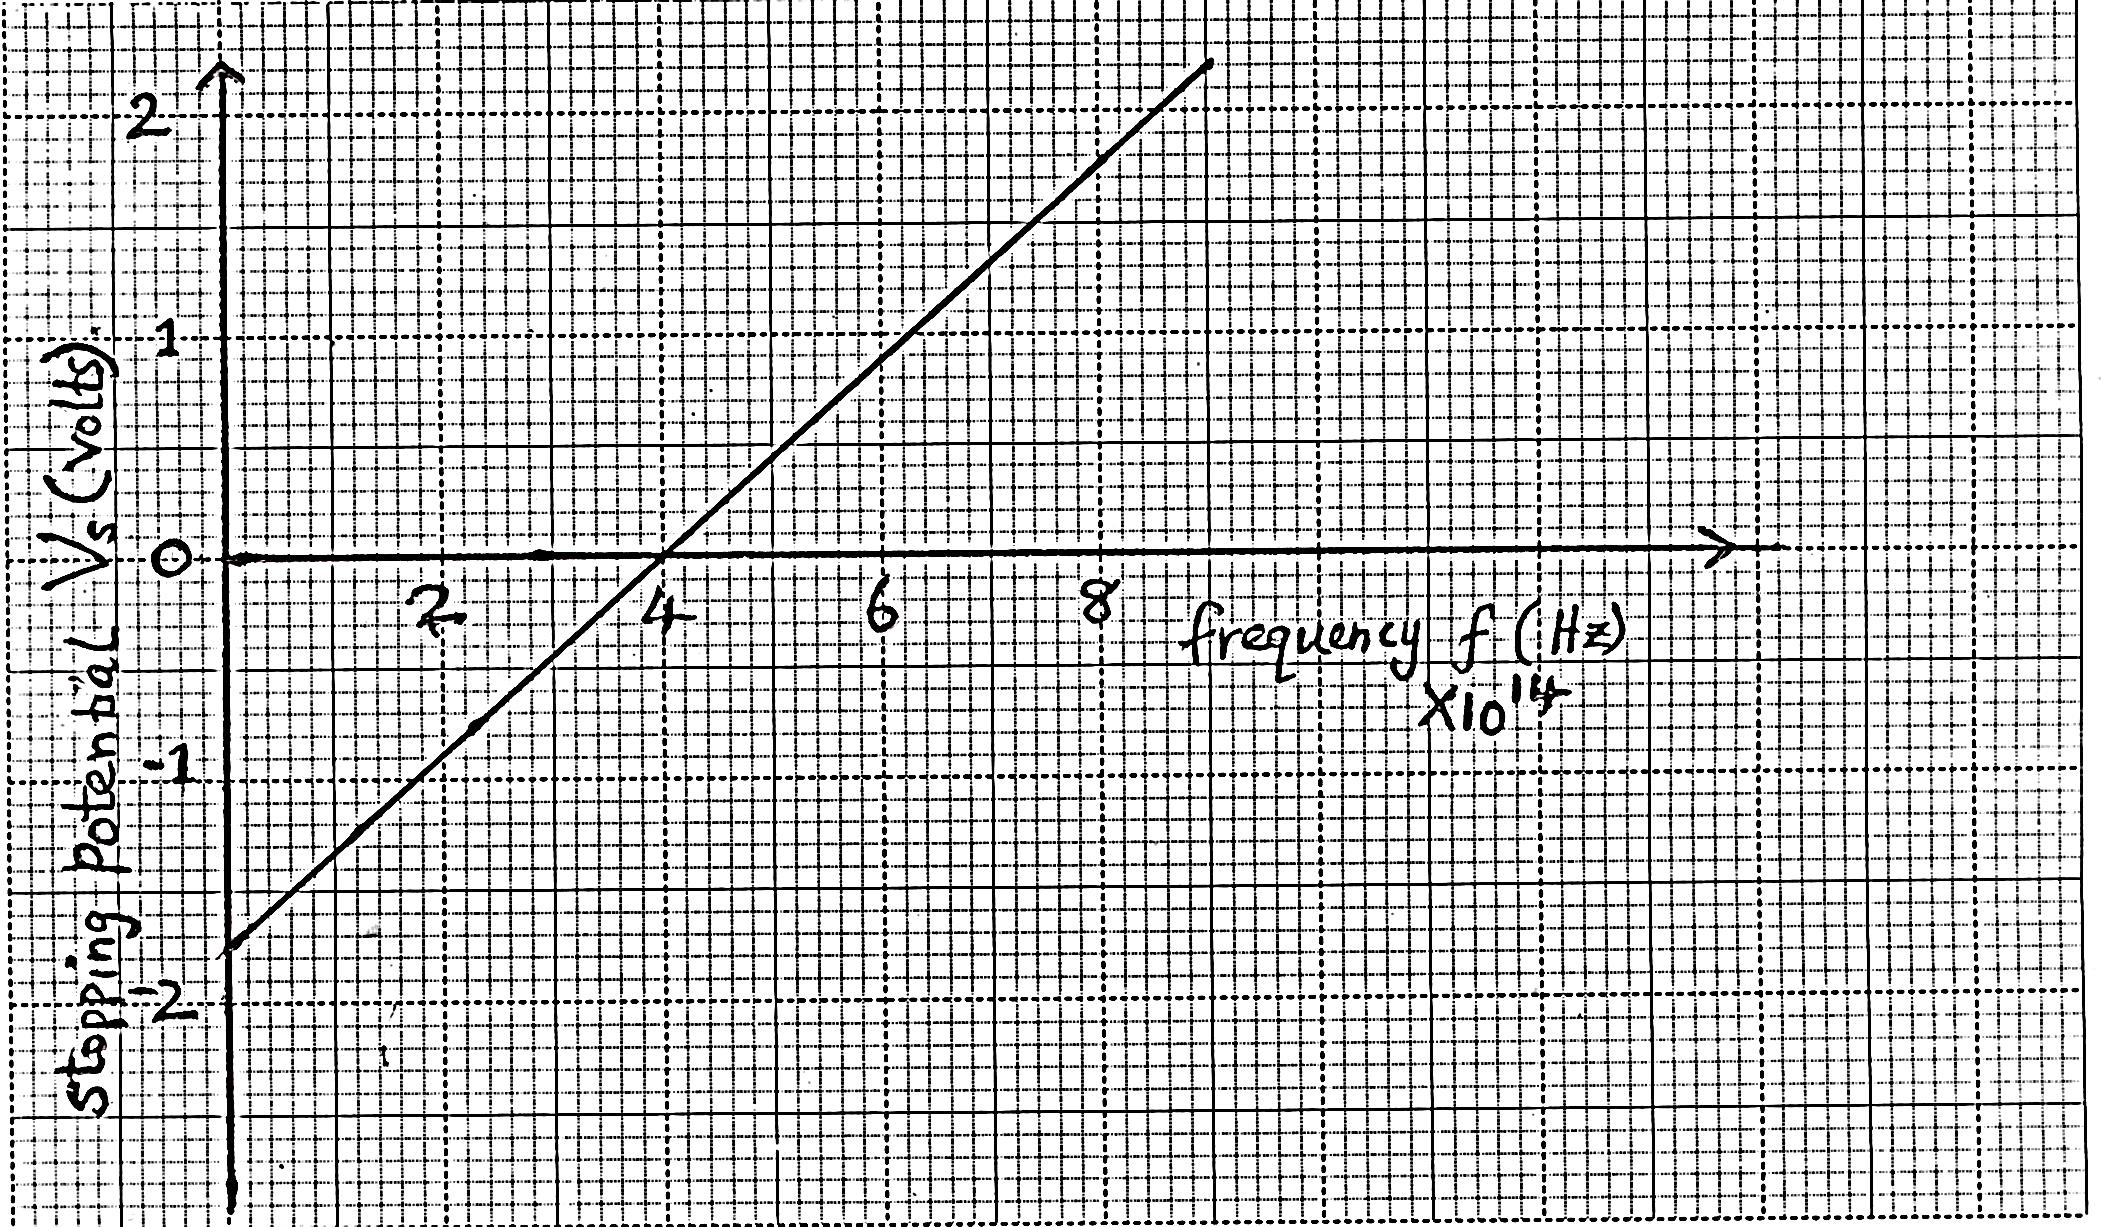 2
1
0
-1
-2
Stopping Potential Vs (volts).
2 4 6 8
frequency f (Hz)
X10¹⁴